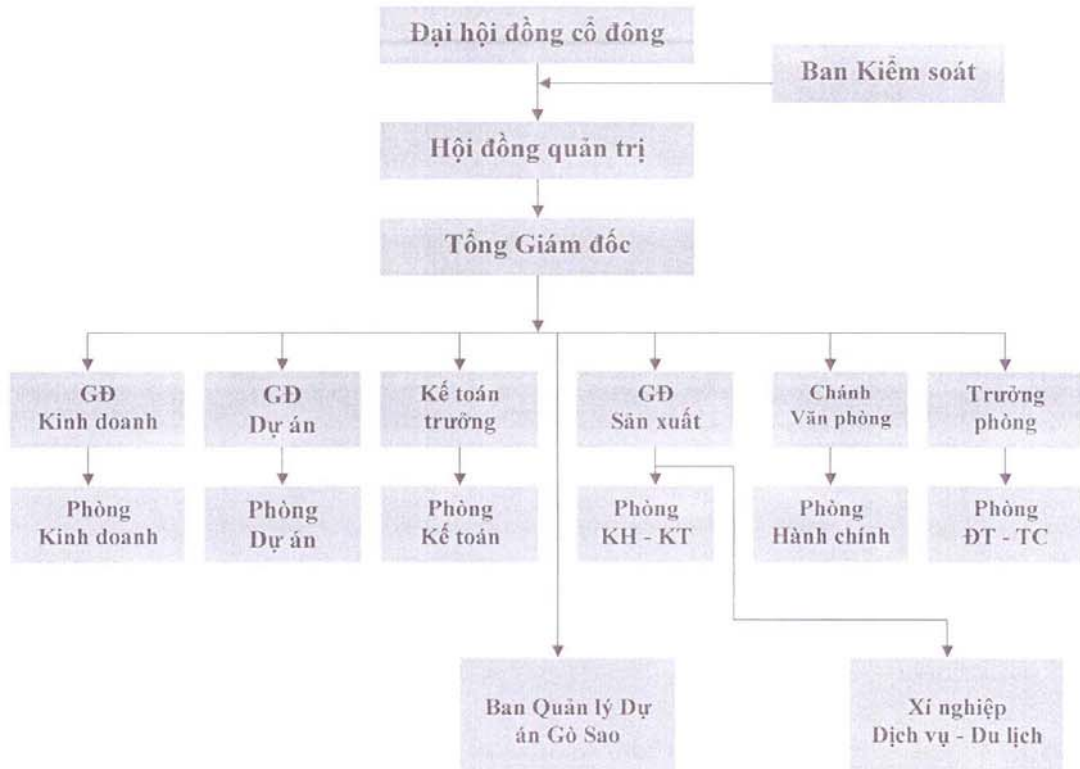 Đại hội đồng cổ đông
Ban Kiểm soát
Hội đồng quản trị
Tổng Giám đốc
GĐ
Kinh doanh
GĐ
Dự án
Kế toán
trưởng
GĐ
Sản xuất
Chánh
Văn phòng
Trưởng
phòng
Phòng
Kinh doanh
Phòng
Dự án
Phòng
Kế toán
Phòng
KH - KT
Phòng
Hành chính
Phòng
ĐT - TC
Ban Quản lý Dự
án Gò Sao
Xí nghiệp
Dịch vụ - Du lịch